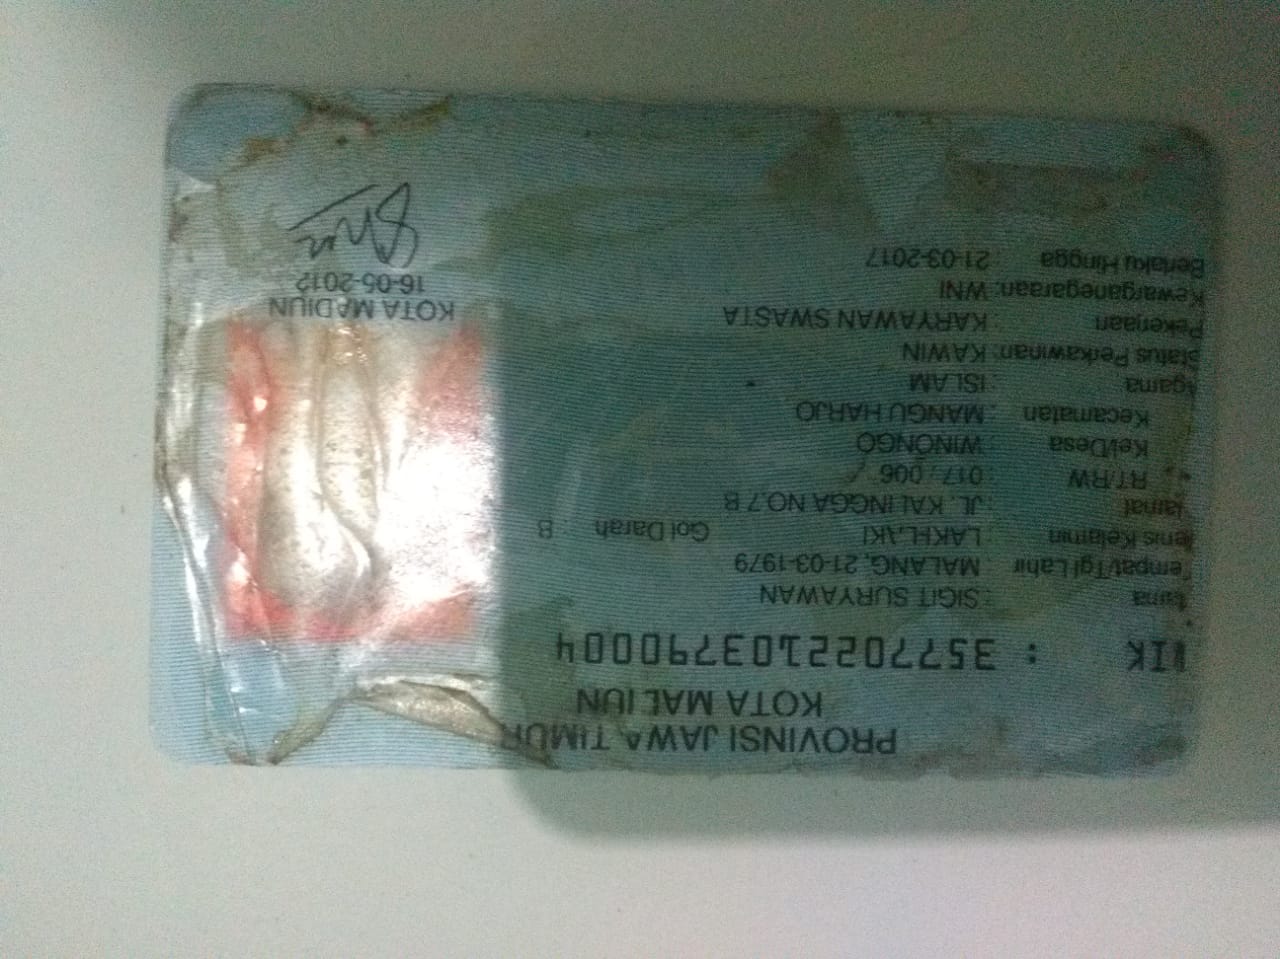 PROVINSI JAWA TIMUR
KOTA MADIUN
NIK : 3577022103790004
Nama : SIGIT SURYAWAN
Tempat/Tgl Lahir : MALANG, 21-03-1979
Jenis Kelamin : LAKI-LAKI Gol Darah : B
Alamat : JL. KALINGGA NO.7 B
RT/RW : 017 / 006
Kel/Desa : WINONGO
Kecamatan : MANGU HARJO
Agama : ISLAM
Status Perkawinan: KAWIN
Pekerjaan : KARYAWAN SWASTA
Kewarganegaraan: WNI
Berlaku Hingga : 21-03-2017
KOTA MADIUN
16-05-2012